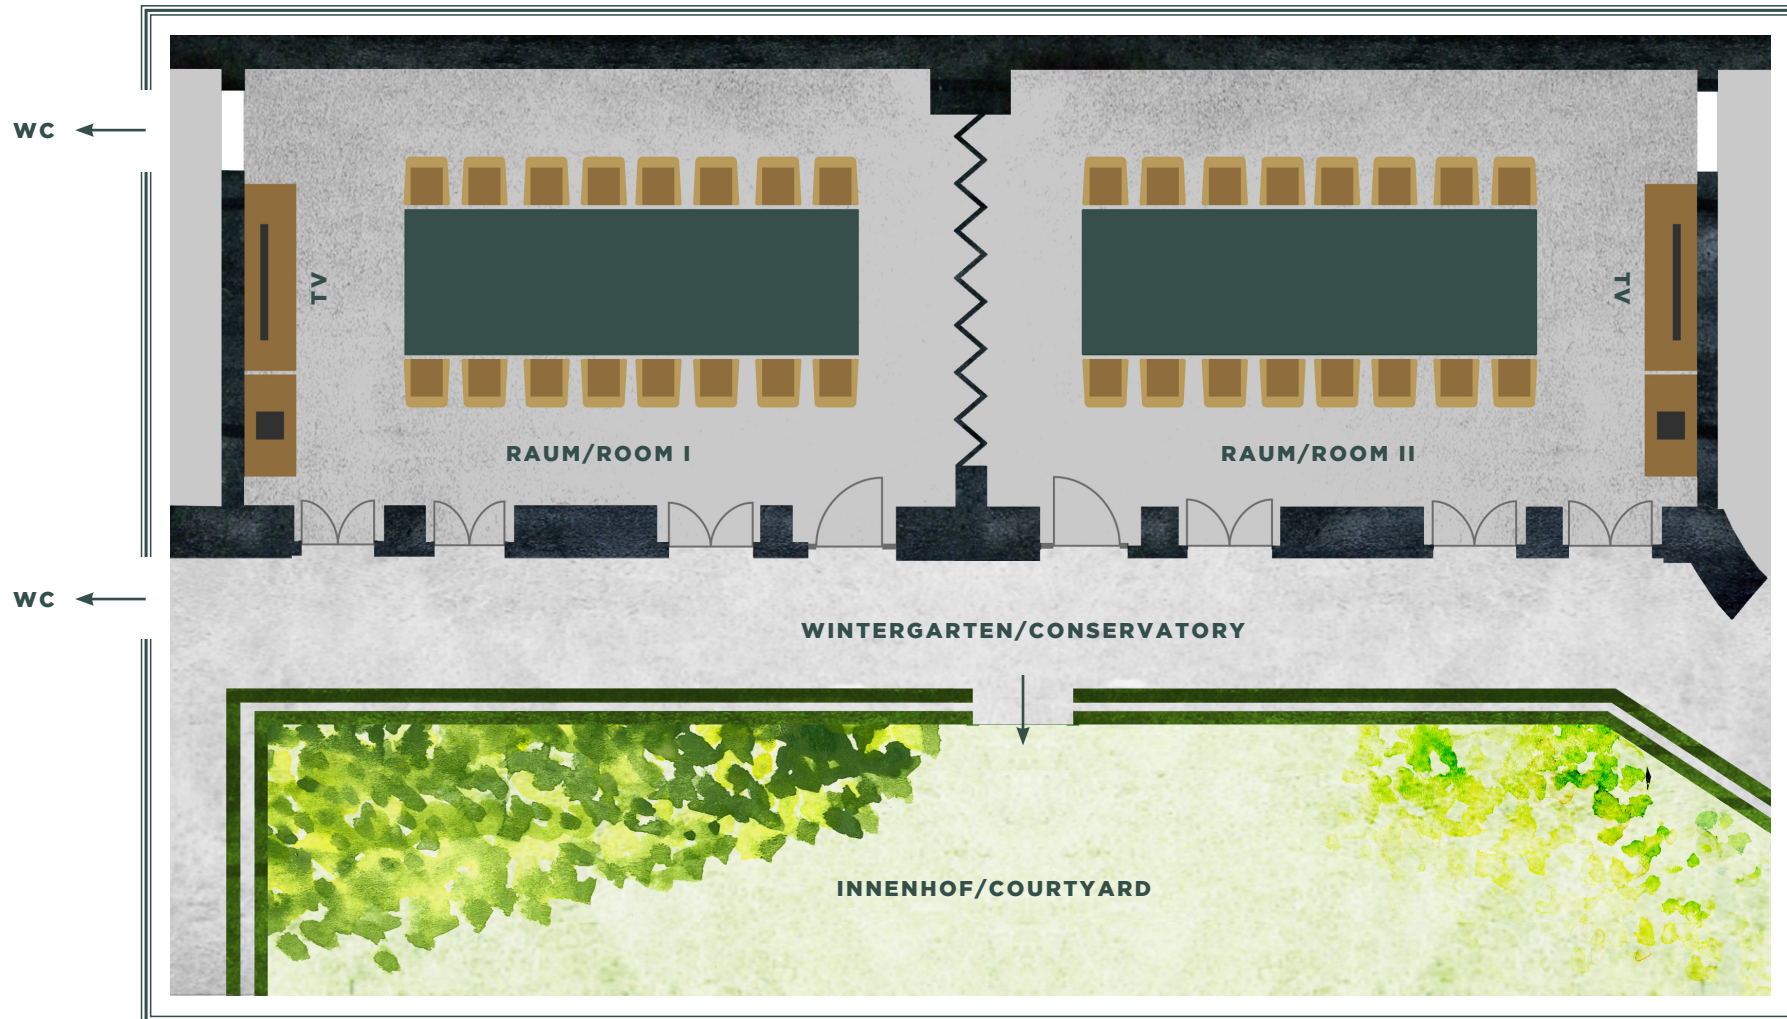 WC
TV
TV
RAUM/ROOM I
RAUM/ROOM II
WC
WINTERGARTEN/CONSERVATORY
INNENHOF/COURTYARD